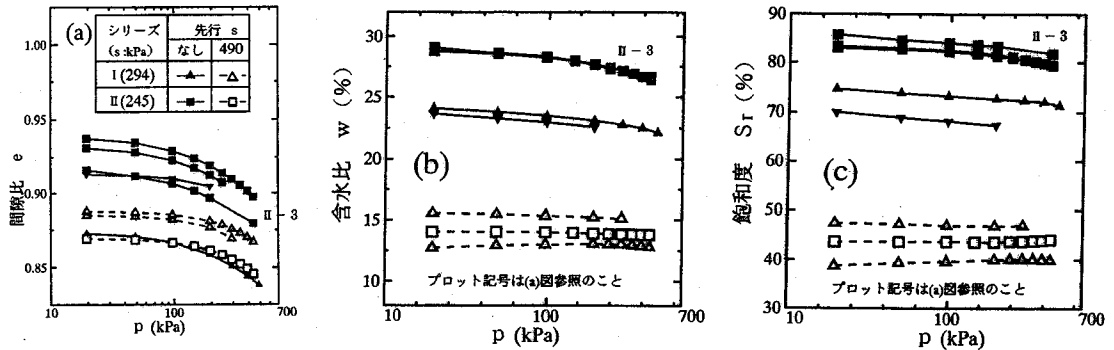 (a)
シリーズ 先行 s
(s:kPa) なし 490
I(294)
II(245)
1.00
0.95
0.90
0.85
間隙比 e
II-3
10 100 700
p (kPa)
(b)
30
25
20
15
10
含水比 w (%)
II-3
プロット記号は(a)図参照のこと
10 100 700
p (kPa)
(c)
90
80
70
60
50
40
30
飽和度 Sr (%)
II-3
プロット記号は(a)図参照のこと
10 100 700
p (kPa)